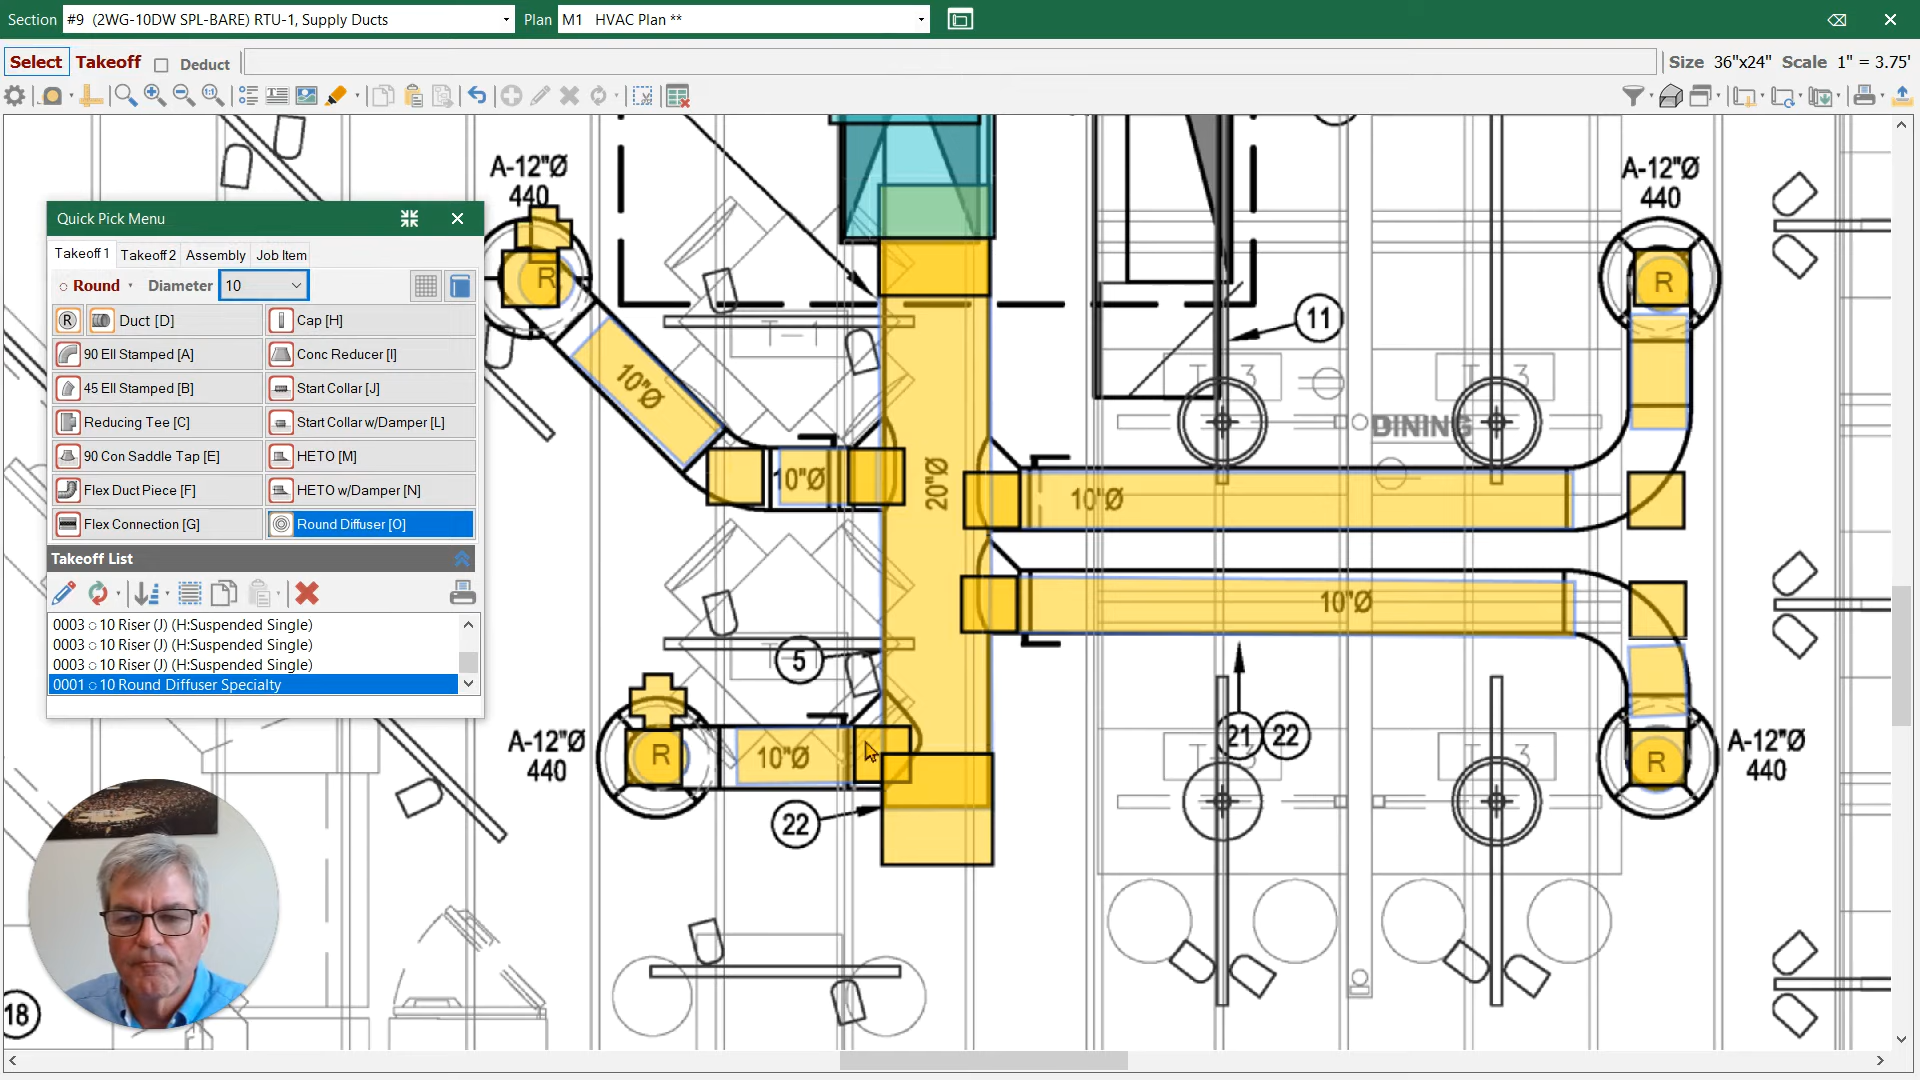 Section #9 (2WG-10DW SPL-BARE) RTU-1, Supply Ducts Plan M1 HVAC Plan **
Select Takeoff Deduct Size 36"x24" Scale 1" = 3.75'
A-12"Ø
440
A-12"Ø
440
Quick Pick Menu
Takeoff 1 Takeoff 2 Assembly Job Item
Round Diameter 10
R Duct [D] Cap [H]
90 Ell Stamped [A] Conc Reducer [I]
45 Ell Stamped [B] Start Collar [J]
Reducing Tee [C] Start Collar w/Damper [L]
90 Con Saddle Tap [E] HETO [M]
Flex Duct Piece [F] HETO w/Damper [N]
Flex Connection [G] Round Diffuser [O]
Takeoff List
0003 ○ 10 Riser (J) (H:Suspended Single)
0003 ○ 10 Riser (J) (H:Suspended Single)
0003 ○ 10 Riser (J) (H:Suspended Single)
0001 ○ 10 Round Diffuser Specialty
R
R
11
T-1
T 3
T 3
10"Ø
DINING
10"Ø
20"Ø
10"Ø
10"Ø
5
21 22
T 3
T 3
A-12"Ø
440
R
10"Ø
R
A-12"Ø
440
22
18